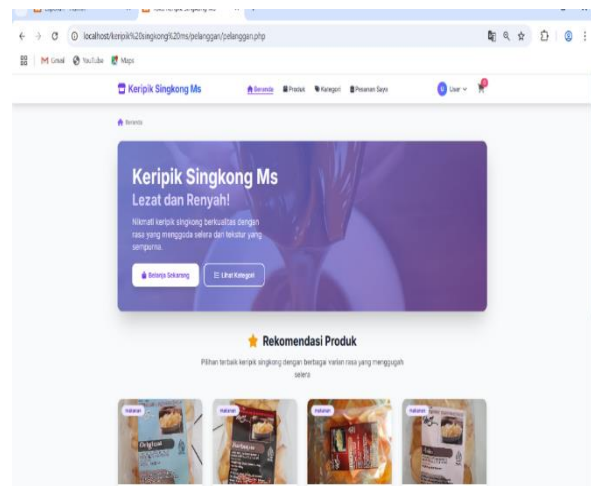 localhost/keripik%20singkong%20ms/pelanggan/pelanggan.php
Gmail YouTube Maps
Keripik Singkong Ms Beranda Produk Kategori Pesanan Saya U User
Beranda
Keripik Singkong Ms
Lezat dan Renyah!
Nikmati keripik singkong berkualitas dengan
rasa yang menggoda selera dan tekstur yang
sempurna.
Belanja Sekarang Lihat Kategori
Rekomendasi Produk
Pilihan terbaik keripik singkong dengan berbagai varian rasa yang menggugah
selera
Makanan Makanan Makanan Makanan
Original Barbeque